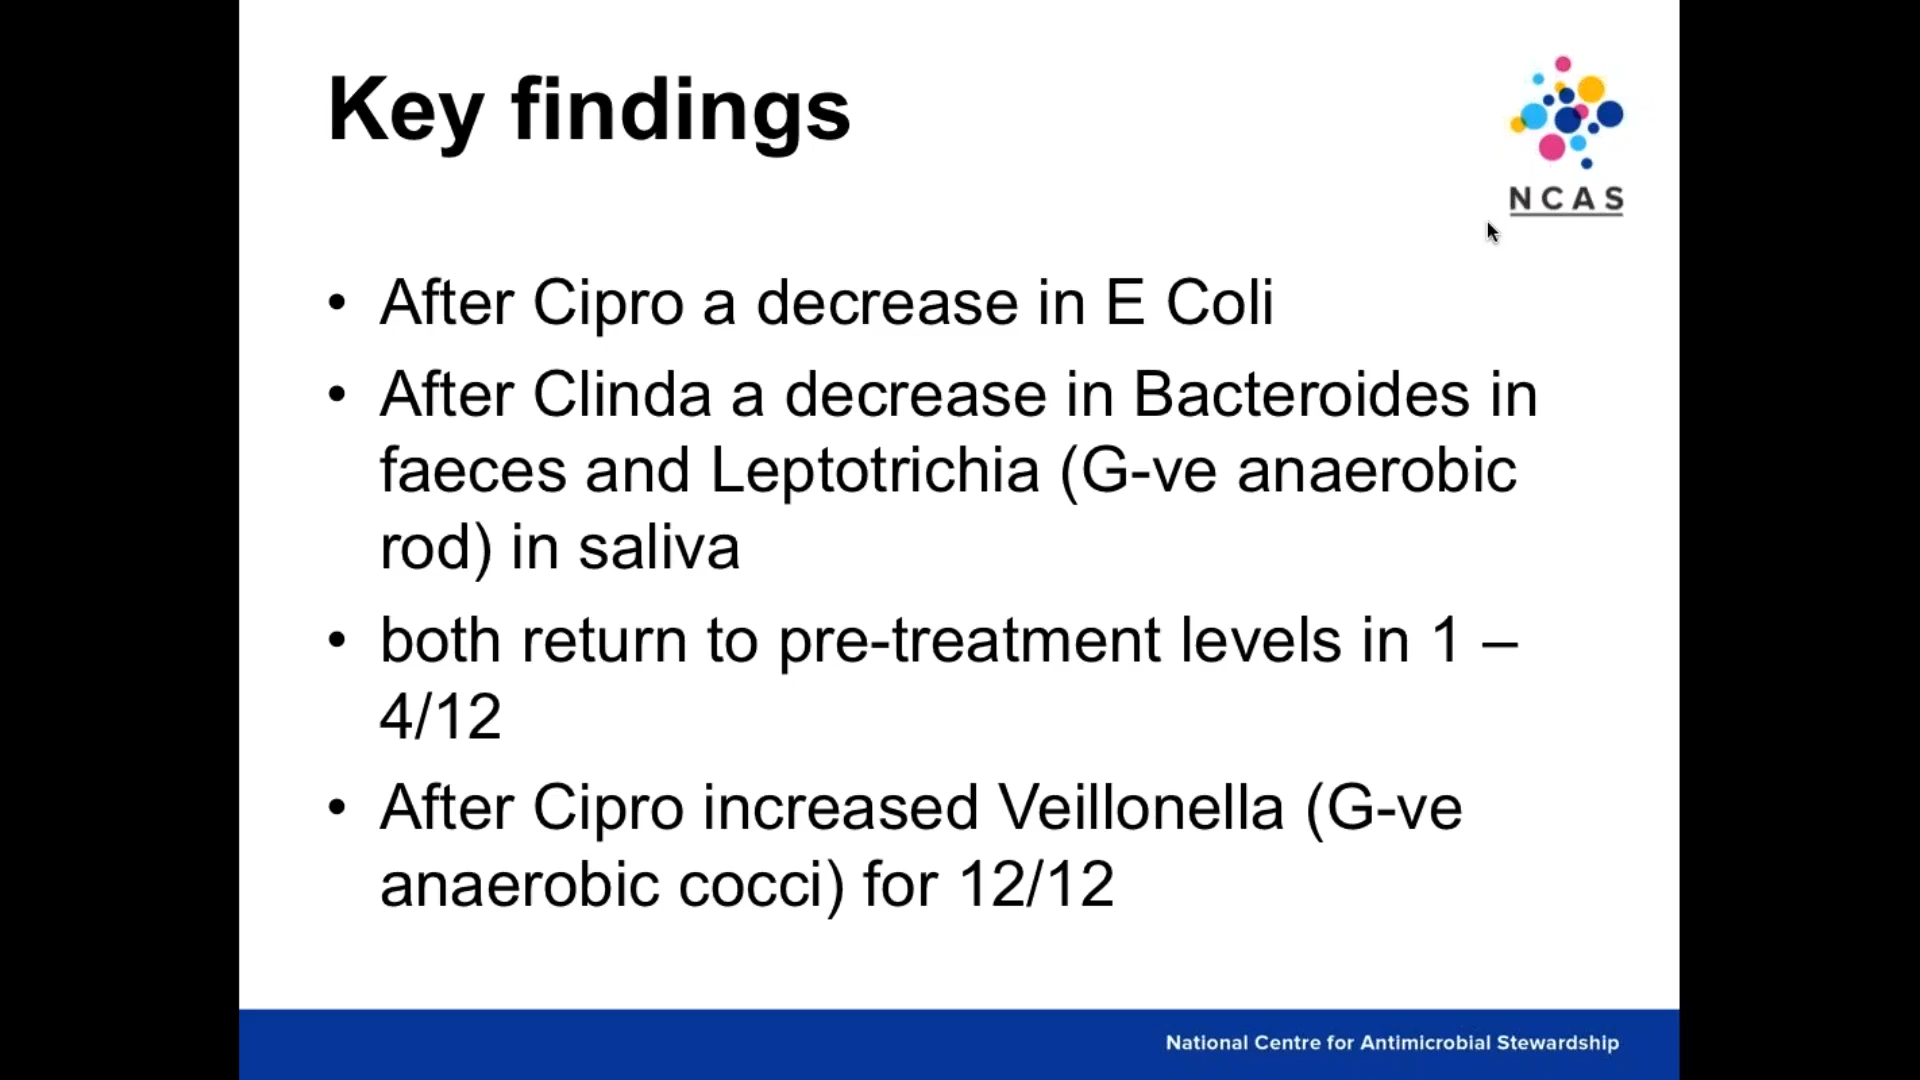 Key findings
NCAS
• After Cipro a decrease in E Coli
• After Clinda a decrease in Bacteroides in
faeces and Leptotrichia (G-ve anaerobic
rod) in saliva
• both return to pre-treatment levels in 1 –
4/12
• After Cipro increased Veillonella (G-ve
anaerobic cocci) for 12/12
National Centre for Antimicrobial Stewardship